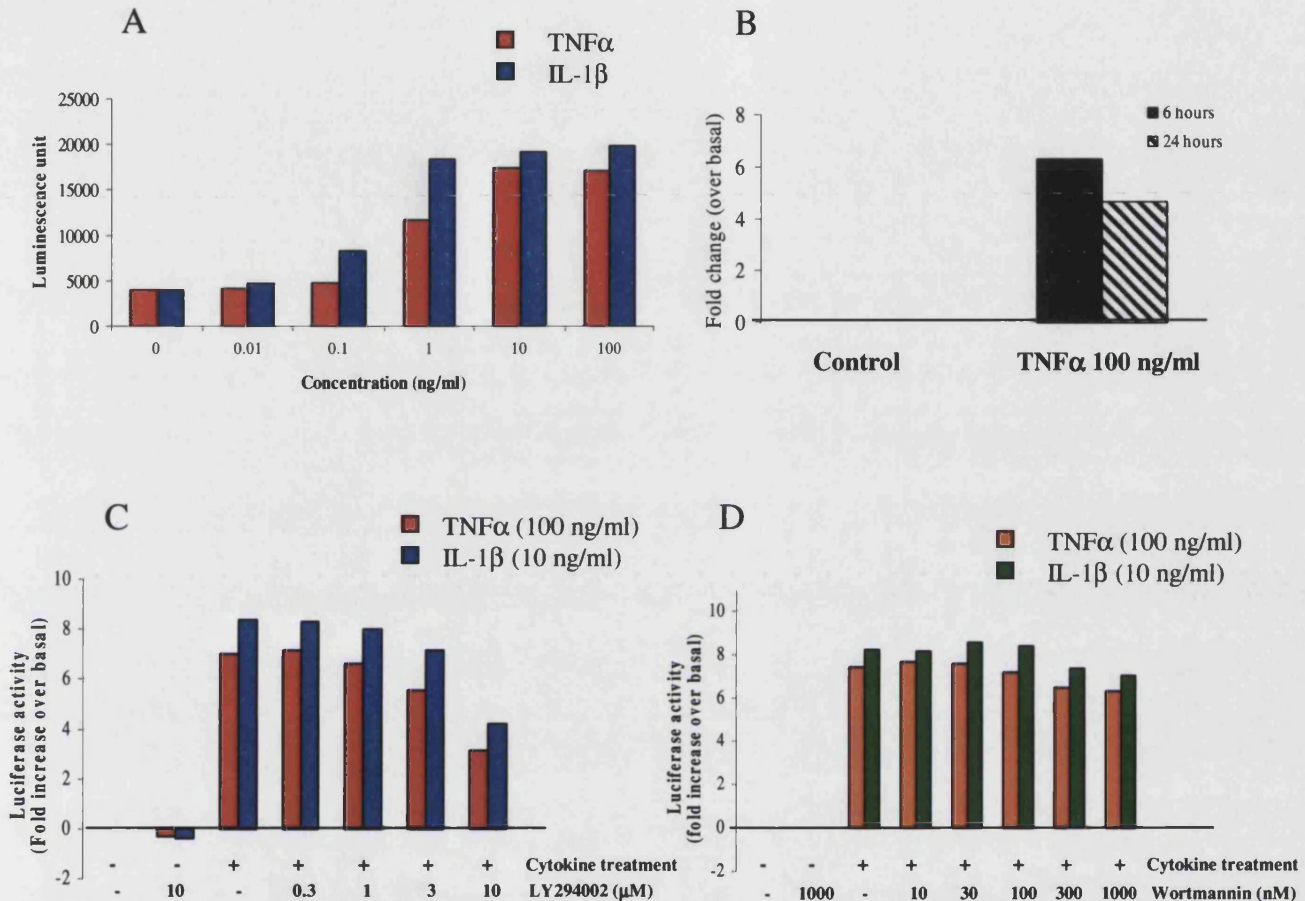 A
TNFα
IL-1β
25000
20000
15000
10000
5000
0
Luminescence unit
0 0.01 0.1 1 10 100
Concentration (ng/ml)
B
6 hours
24 hours
8
6
4
2
0
Fold change (over basal)
Control TNFα 100 ng/ml
C
TNFα (100 ng/ml)
IL-1β (10 ng/ml)
10
8
6
4
2
0
-2
Luciferase activity
(Fold increase over basal)
- - + + + + + Cytokine treatment
- 10 - 0.3 1 3 10 LY294002 (μM)
D
TNFα (100 ng/ml)
IL-1β (10 ng/ml)
10
8
6
4
2
0
-2
Luciferase activity
(fold increase over basal)
- - + + + + + + Cytokine treatment
- 1000 - 10 30 100 300 1000 Wortmannin (nM)